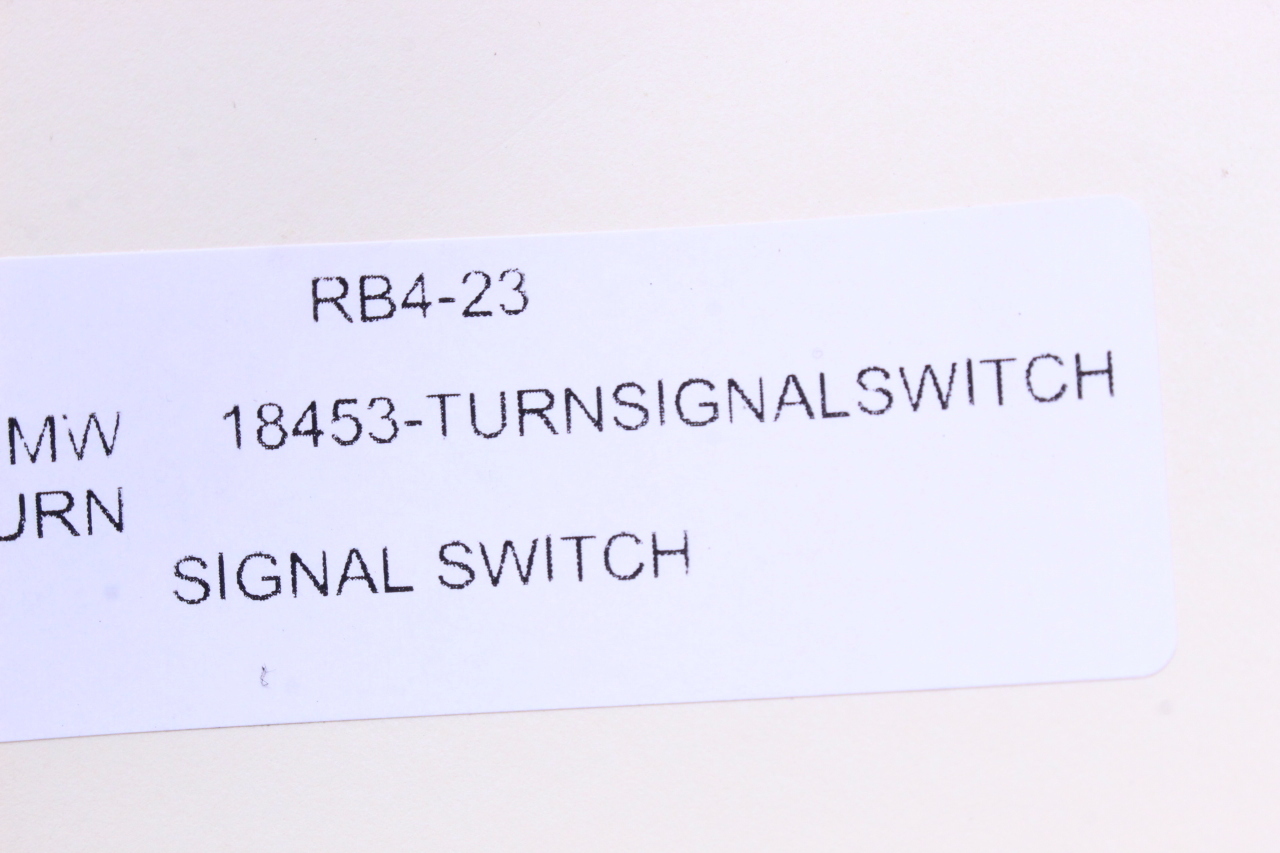 RB4-23
MW 18453-TURNSIGNALSWITCH
URN
SIGNAL SWITCH